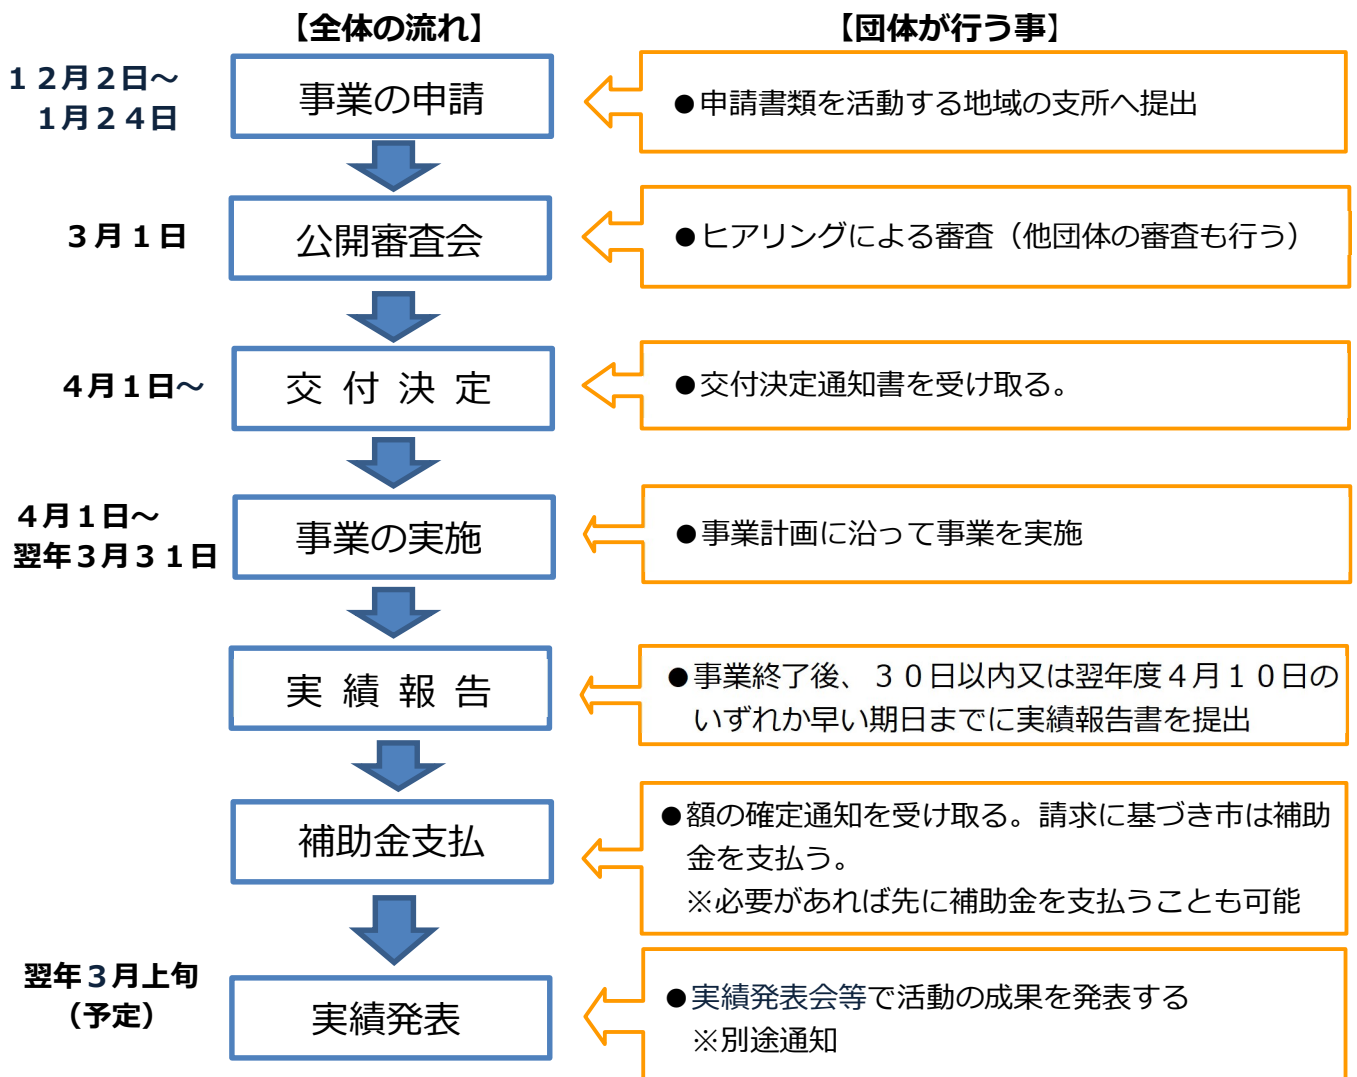 【全体の流れ】
【団体が行う事】
１２月２日～
１月２４日
事業の申請
●申請書類を活動する地域の支所へ提出
３月１日
公開審査会
●ヒアリングによる審査（他団体の審査も行う）
４月１日～
交 付 決 定
●交付決定通知書を受け取る。
４月１日～
翌年３月３１日
事業の実施
●事業計画に沿って事業を実施
実 績 報 告
●事業終了後、３０日以内又は翌年度４月１０日の
いずれか早い期日までに実績報告書を提出
補助金支払
●額の確定通知を受け取る。請求に基づき市は補助
金を支払う。
※必要があれば先に補助金を支払うことも可能
翌年３月上旬
（予定）
実績発表
●実績発表会等で活動の成果を発表する
※別途通知